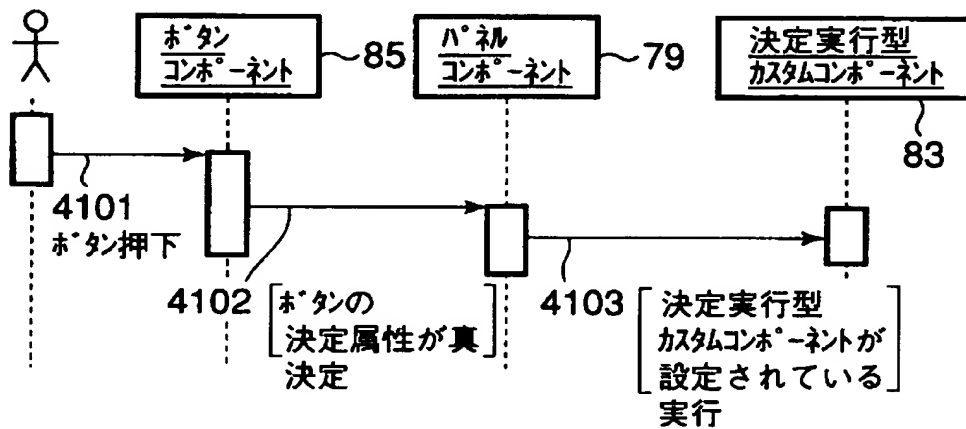 ボタン
コンポーネント
85
パネル
コンポーネント
79
決定実行型
カスタムコンポーネント
83
4101
ボタン押下
4102
[ボタンの
決定属性が真]
決定
4103
[決定実行型
カスタムコンポーネントが
設定されている]
実行